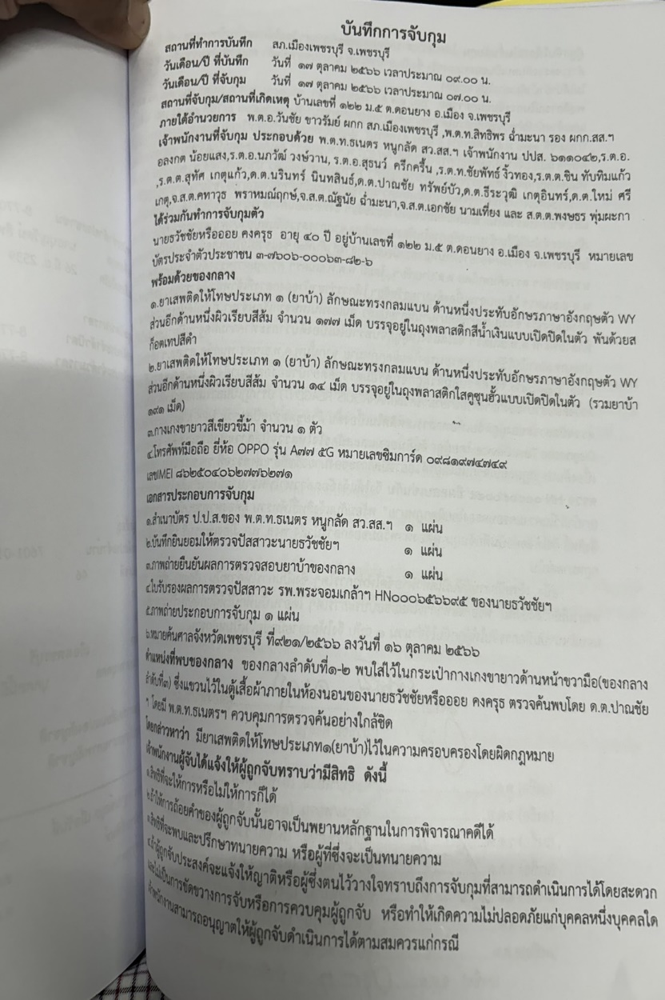 บันทึกการจับกุม
สถานที่ทำการบันทึก สภ.เมืองเพชรบุรี จ.เพชรบุรี
วันเดือน/ปี ที่บันทึก วันที่ ๑๗ ตุลาคม ๒๕๖๖ เวลาประมาณ ๐๙.๐๐ น.
วันเดือน/ปี ที่จับกุม วันที่ ๑๗ ตุลาคม ๒๕๖๖ เวลาประมาณ ๐๗.๐๐ น.
สถานที่จับกุม/สถานที่เกิดเหตุ บ้านเลขที่ ๑๒๒ ม.๕ ต.ดอนยาง อ.เมือง จ.เพชรบุรี
ภายใต้อำนวยการ พ.ต.อ.วันชัย ขาวรัมย์ ผกก สภ.เมืองเพชรบุรี ,พ.ต.ท.สิทธิพร ฉ่ำมะนา รอง ผกก.สส.ฯ
เจ้าพนักงานที่จับกุม ประกอบด้วย พ.ต.ท.ธเนตร หนูกลัด สว.สส.ฯ เจ้าพนักงาน ปปส. ๖๑๑๐๔๒,ร.ต.อ.
อลงกต น้อยแสง,ร.ต.อ.นภวัฒ วงษ์วาน, ร.ต.อ.สุธนว์ ครึกครื้น ,ร.ต.ท.ชัยพัทธ์ งิ้วทอง,ร.ต.ต.ชิน ทับทิมแก้ว
,ร.ต.ต.สุทัศ เกตุแก้ว,ด.ต.นรินทร์ นินทสินธ์,ด.ต.ปาณชัย ทรัพย์บัว,ด.ต.ธีระวุฒิ เกตุอินทร์,ด.ต.ใหม่ ศรี
เกตุ,จ.ส.ต.คทาวุธ พราหมณ์ฤกษ์,จ.ส.ต.ณัฐนัย ฉ่ำมะนา,จ.ส.ต.เอกชัย นามเที่ยง และ ส.ต.ต.พงษธร พุ่มผะกา
ได้ร่วมกันทำการจับกุมตัว
นายธวัชชัยหรือออย คงครุธ อายุ ๔๐ ปี อยู่บ้านเลขที่ ๑๒๒ ม.๕ ต.ดอนยาง อ.เมือง จ.เพชรบุรี หมายเลข
บัตรประจำตัวประชาชน ๓-๗๖๐๖-๐๐๐๖๓-๘๒-๖
พร้อมด้วยของกลาง
๑.ยาเสพติดให้โทษประเภท ๑ (ยาบ้า) ลักษณะทรงกลมแบน ด้านหนึ่งประทับอักษรภาษาอังกฤษตัว WY
ส่วนอีกด้านหนึ่งผิวเรียบสีส้ม จำนวน ๑๗๗ เม็ด บรรจุอยู่ในถุงพลาสติกสีน้ำเงินแบบเปิดปิดในตัว พันด้วยส
ก็อตเทปสีดำ
๒.ยาเสพติดให้โทษประเภท ๑ (ยาบ้า) ลักษณะทรงกลมแบน ด้านหนึ่งประทับอักษรภาษาอังกฤษตัว WY
ส่วนอีกด้านหนึ่งผิวเรียบสีส้ม จำนวน ๑๔ เม็ด บรรจุอยู่ในถุงพลาสติกใสคูซุนฮั้วแบบเปิดปิดในตัว (รวมยาบ้า
๑๙๑ เม็ด)
๓.กางเกงขายาวสีเขียวขี้ม้า จำนวน ๑ ตัว
๔.โทรศัพท์มือถือ ยี่ห้อ OPPO รุ่น A๗๗ ๕G หมายเลขซิมการ์ด ๐๙๘๑๙๗๔๗๔๙
เลขIMEI ๘๖๒๕๐๔๐๖๒๗๗๖๒๗๑
เอกสารประกอบการจับกุม
๑.สำเนาบัตร ป.ป.ส.ของ พ.ต.ท.ธเนตร หนูกลัด สว.สส.ฯ ๑ แผ่น
๒.บันทึกยินยอมให้ตรวจปัสสาวะนายธวัชชัยฯ ๑ แผ่น
๓.ภาพถ่ายยืนยันผลการตรวจสอบยาบ้าของกลาง ๑ แผ่น
๔.ใบรับรองผลการตรวจปัสสาวะ รพ.พระจอมเกล้าฯ HN๐๐๐๖๕๖๖๙๕ ของนายธวัชชัยฯ
๕.ภาพถ่ายประกอบการจับกุม ๑ แผ่น
๖.หมายค้นศาลจังหวัดเพชรบุรี ที่๙๒๑/๒๕๖๖ ลงวันที่ ๑๖ ตุลาคม ๒๕๖๖
ตำแหน่งที่พบของกลาง ของกลางลำดับที่๑-๒ พบใส่ไว้ในกระเป๋ากางเกงขายาวด้านหน้าขวามือ(ของกลาง
ลำดับที่๓) ซึ่งแขวนไว้ในตู้เสื้อผ้าภายในห้องนอนของนายธวัชชัยหรือออย คงครุธ ตรวจค้นพบโดย ด.ต.ปาณชัย
ฯ โดยมี พ.ต.ท.ธเนตรฯ ควบคุมการตรวจค้นอย่างใกล้ชิด
โดยกล่าวหาว่า มียาเสพติดให้โทษประเภท๑(ยาบ้า)ไว้ในความครอบครองโดยผิดกฎหมาย
เจ้าพนักงานผู้จับได้แจ้งให้ผู้ถูกจับทราบว่ามีสิทธิ ดังนี้
๑.สิทธิที่จะให้การหรือไม่ให้การก็ได้
๒.ถ้าให้การถ้อยคำของผู้ถูกจับนั้นอาจเป็นพยานหลักฐานในการพิจารณาคดีได้
๓.สิทธิที่จะพบและปรึกษาทนายความ หรือผู้ที่ซึ่งจะเป็นทนายความ
๔.ถ้าผู้ถูกจับประสงค์จะแจ้งให้ญาติหรือผู้ซึ่งตนไว้วางใจทราบถึงการจับกุมที่สามารถดำเนินการได้โดยสะดวก
และไม่เป็นการขัดขวางการจับหรือการควบคุมผู้ถูกจับ หรือทำให้เกิดความไม่ปลอดภัยแก่บุคคลหนึ่งบุคคลใด
เจ้าพนักงานสามารถอนุญาตให้ผู้ถูกจับดำเนินการได้ตามสมควรแก่กรณี